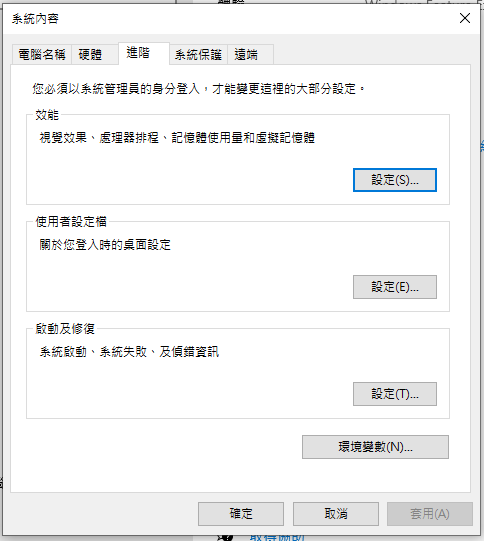 系統內容
電腦名稱
硬體
進階
系統保護
遠端
您必須以系統管理員的身分登入，才能變更這裡的大部分設定。
效能
視覺效果、處理器排程、記憶體使用量和虛擬記憶體
設定(S)...
使用者設定檔
關於您登入時的桌面設定
設定(E)...
啟動及修復
系統啟動、系統失敗、及偵錯資訊
設定(T)...
環境變數(N)...
確定
取消
套用(A)
取得協助